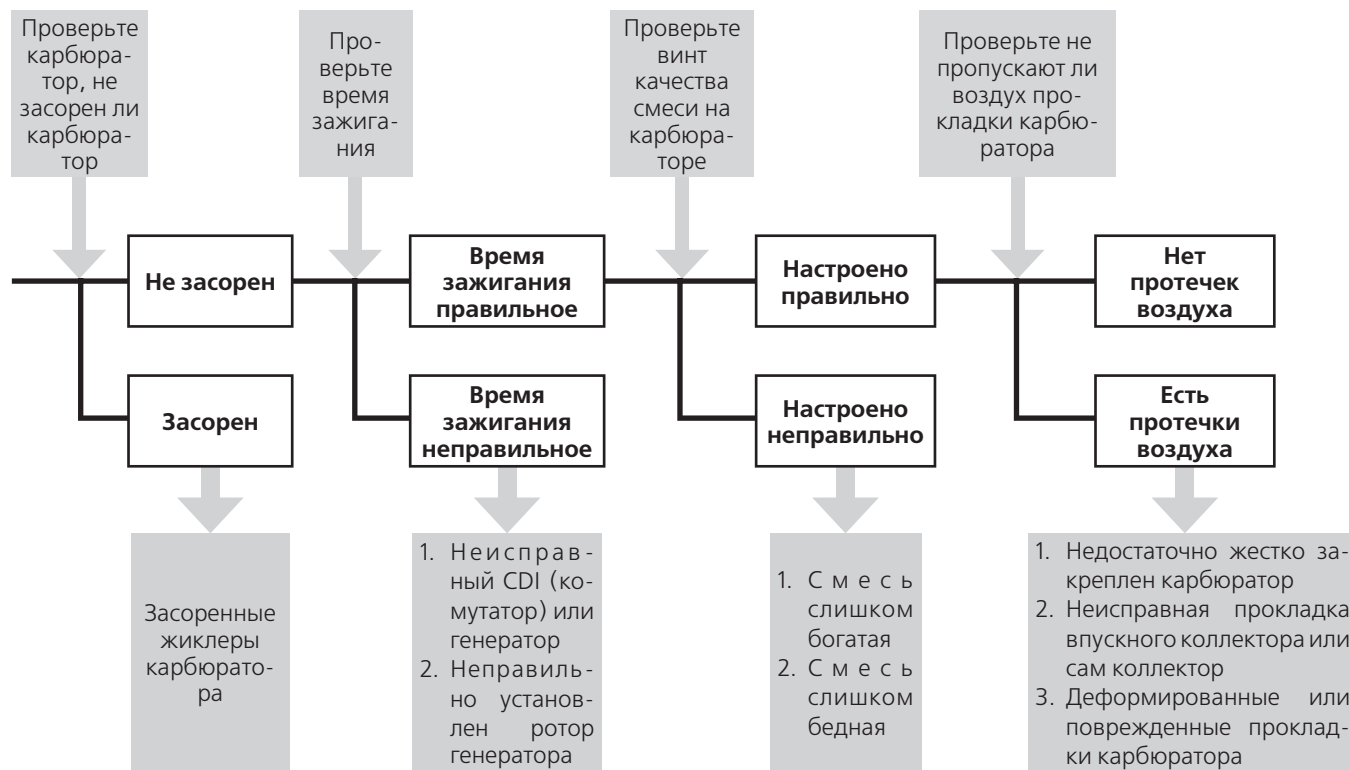 Проверьте
карбюра-
тор, не
засорен ли
карбюра-
тор
Про-
верьте
время
зажига-
ния
Проверьте
винт
качества
смеси на
карбюра-
торе
Проверьте не
пропускают ли
воздух про-
кладки карбю-
ратора
Не засорен
Время
зажигания
правильное
Настроено
правильно
Нет
протечек
воздуха
Засорен
Время
зажигания
неправильное
Настроено
неправильно
Есть
протечки
воздуха
Засоренные
жиклеры
карбюрато-
ра
1. Неисправ-
ный CDI (ко-
мутатор) или
генератор
2. Неправиль-
но установ-
лен ротор
генератора
1. Смесь
слишком
богатая
2. Смесь
слишком
бедная
1. Недостаточно жестко за-
креплен карбюратор
2. Неисправная прокладка
впускного коллектора или
сам коллектор
3. Деформированные или
поврежденные проклад-
ки карбюратора